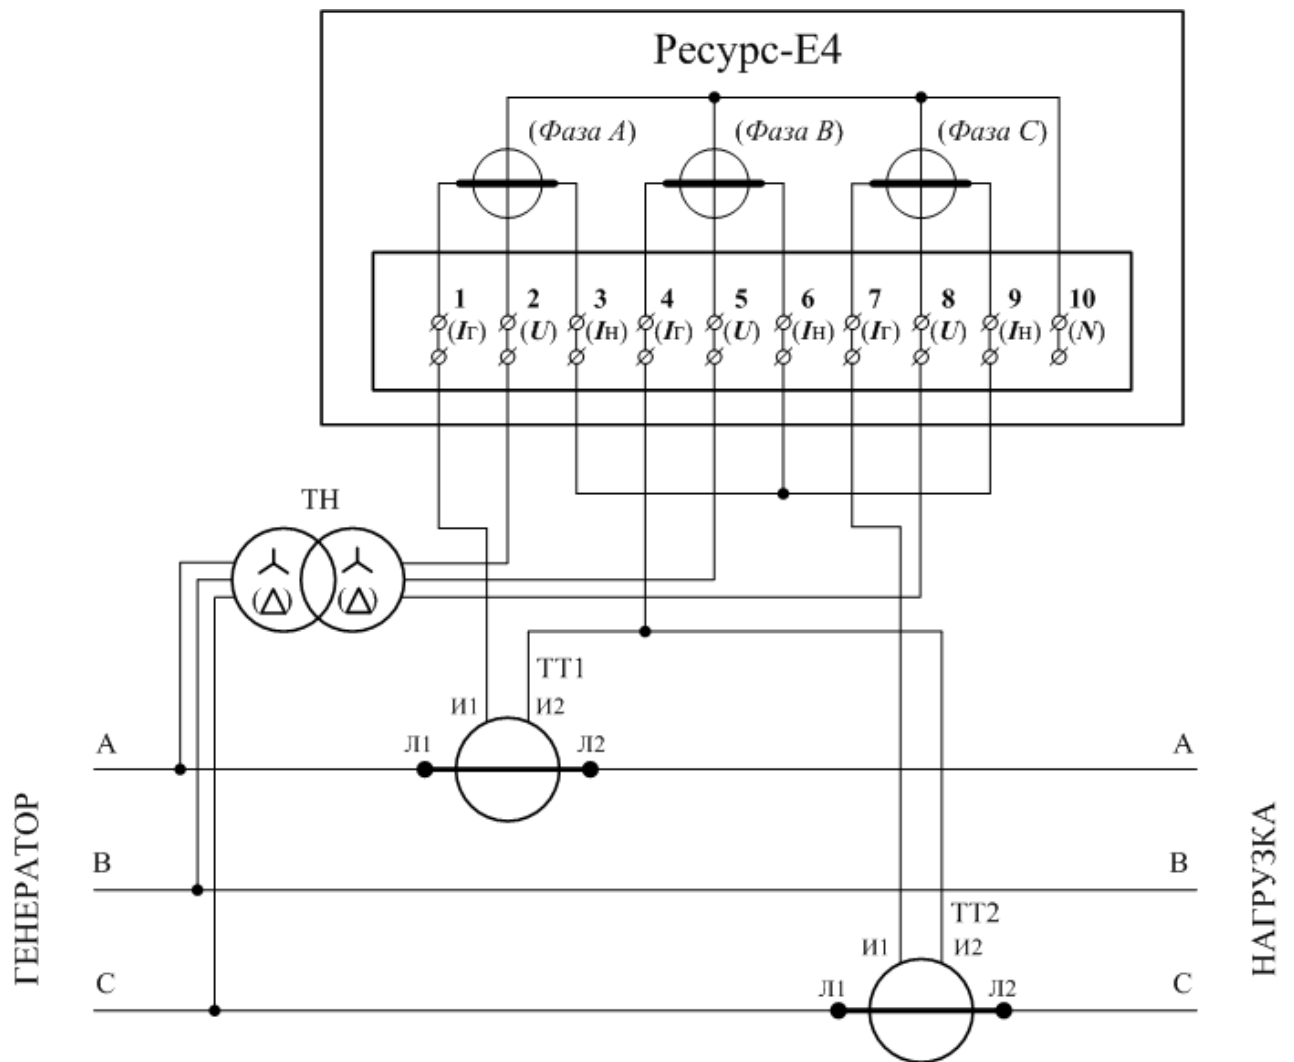 Ресурс-Е4
(Фаза А) (Фаза В) (Фаза С)
1 2 3 4 5 6 7 8 9 10
(Iг) (U) (Iн) (Iг) (U) (Iн) (Iг) (U) (Iн) (N)
ТН
(Δ) (Δ)
ТТ1
И1 И2
Л1 Л2
А А
В В
ТТ2
И1 И2
Л1 Л2
С С
ГЕНЕРАТОР
НАГРУЗКА